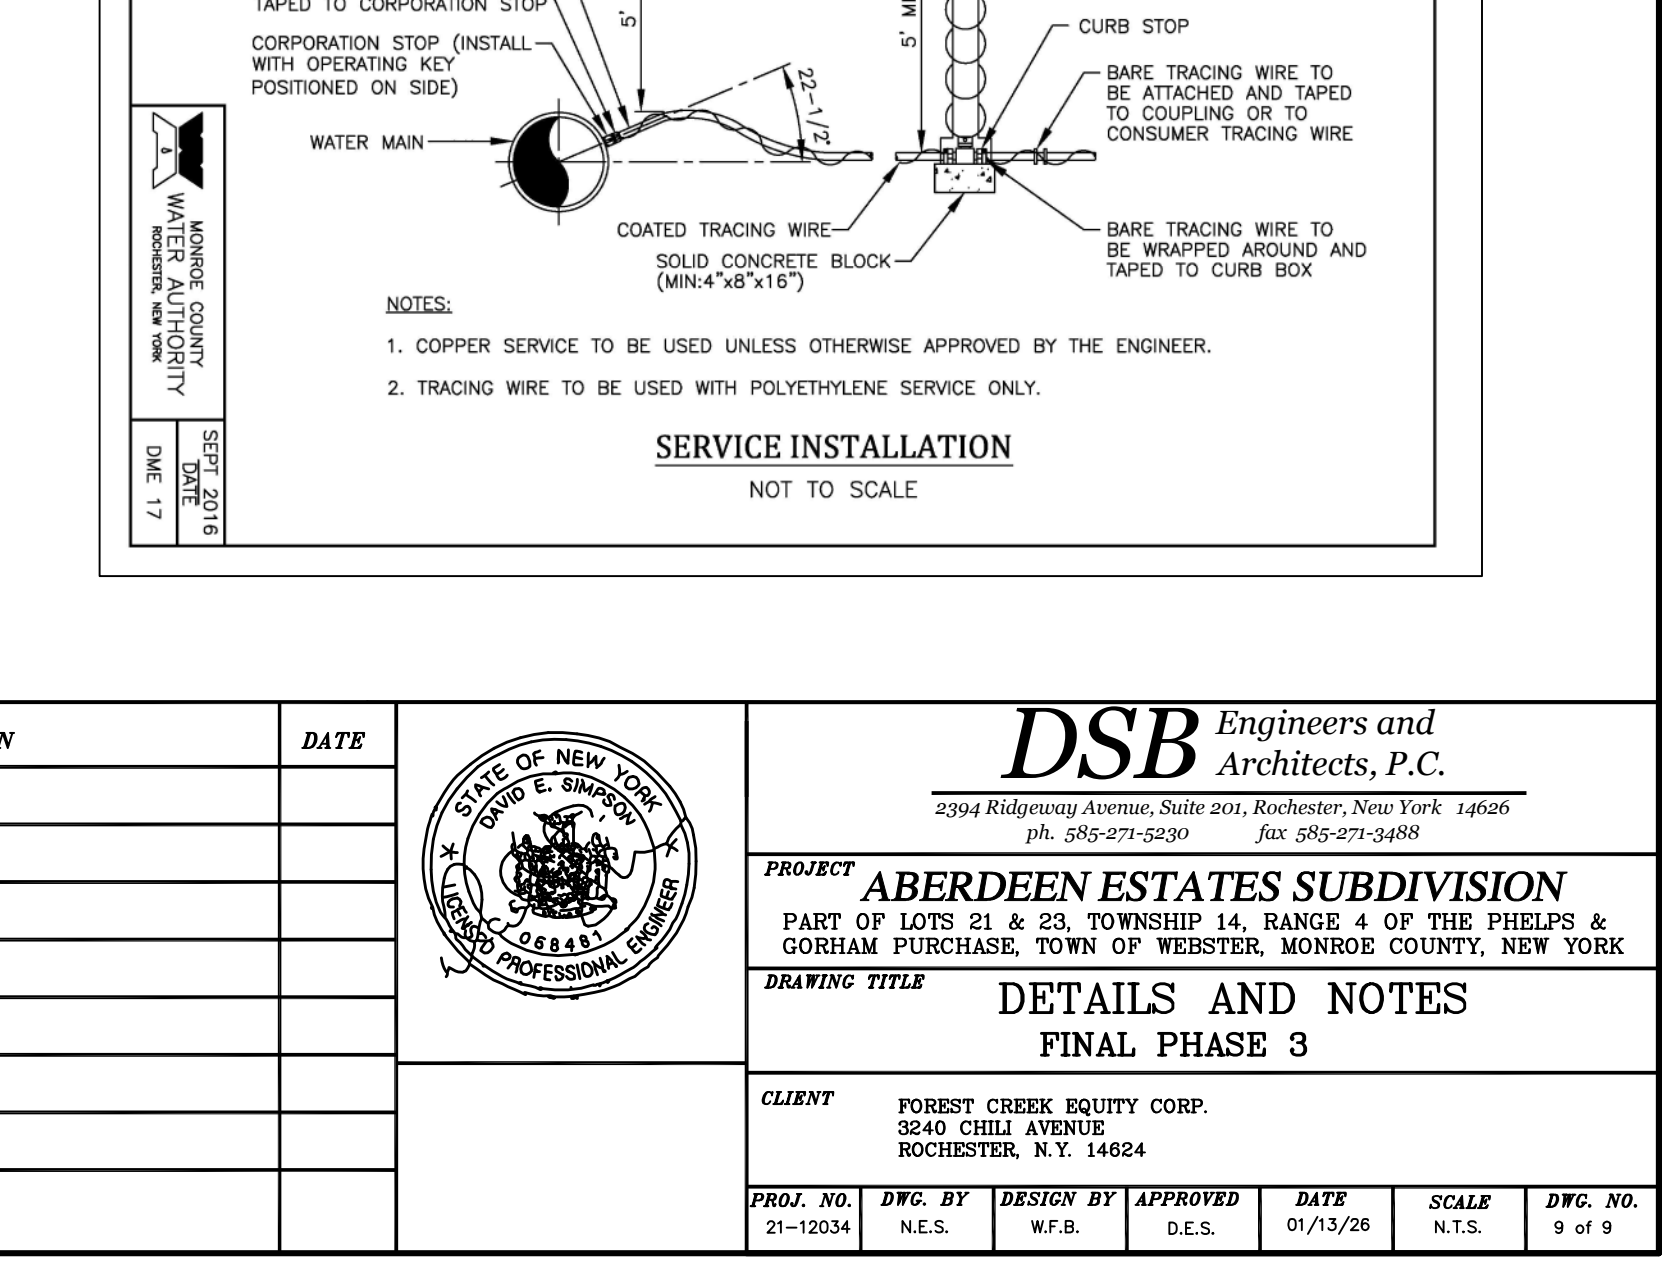 TAPED TO CORPORATION STOP
CORPORATION STOP (INSTALL
WITH OPERATING KEY
POSITIONED ON SIDE)
WATER MAIN
5'
22-1/2°
5'
CURB STOP
BARE TRACING WIRE TO
BE ATTACHED AND TAPED
TO COUPLING OR TO
CONSUMER TRACING WIRE
COATED TRACING WIRE
SOLID CONCRETE BLOCK
(MIN:4"x8"x16")
BARE TRACING WIRE TO
BE WRAPPED AROUND AND
TAPED TO CURB BOX
NOTES:
1. COPPER SERVICE TO BE USED UNLESS OTHERWISE APPROVED BY THE ENGINEER.
2. TRACING WIRE TO BE USED WITH POLYETHYLENE SERVICE ONLY.
SERVICE INSTALLATION
NOT TO SCALE
MONROE COUNTY
WATER AUTHORITY
ROCHESTER, NEW YORK
SEPT 2016
DATE
DME 17
DATE
STATE OF NEW YORK
DAVID E. SIMPSON
068481
LICENSED PROFESSIONAL ENGINEER
DSB Engineers and
Architects, P.C.
2394 Ridgeway Avenue, Suite 201, Rochester, New York 14626
ph. 585-271-5230 fax 585-271-3488
PROJECT ABERDEEN ESTATES SUBDIVISION
PART OF LOTS 21 & 23, TOWNSHIP 14, RANGE 4 OF THE PHELPS &
GORHAM PURCHASE, TOWN OF WEBSTER, MONROE COUNTY, NEW YORK
DRAWING TITLE DETAILS AND NOTES
FINAL PHASE 3
CLIENT FOREST CREEK EQUITY CORP.
3240 CHILI AVENUE
ROCHESTER, N.Y. 14624
PROJ. NO. DWG. BY DESIGN BY APPROVED DATE SCALE DWG. NO.
21-12034 N.E.S. W.F.B. D.E.S. 01/13/26 N.T.S. 9 of 9